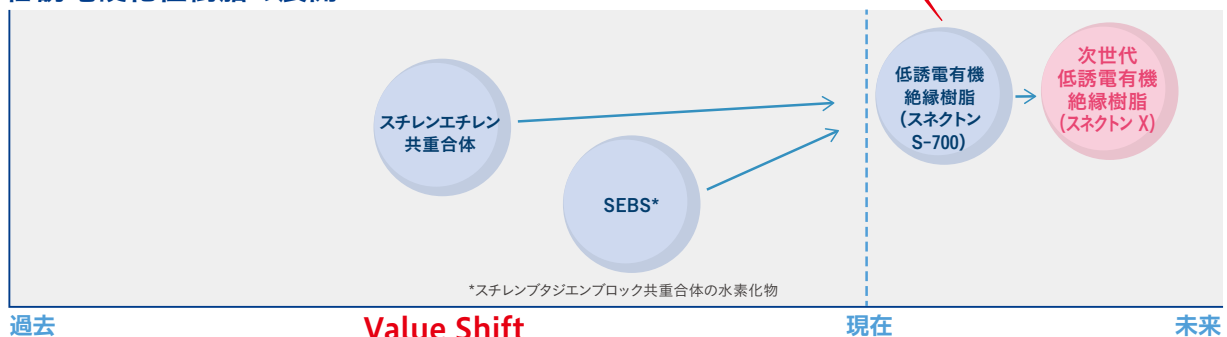 スチレンエチレン
共重合体
SEBS*
低誘電有機
絶縁樹脂
(スネクトン
S-700)
次世代
低誘電有機
絶縁樹脂
(スネクトン X)
*スチレンブタジエンブロック共重合体の水素化物
過去
Value Shift
現在
未来